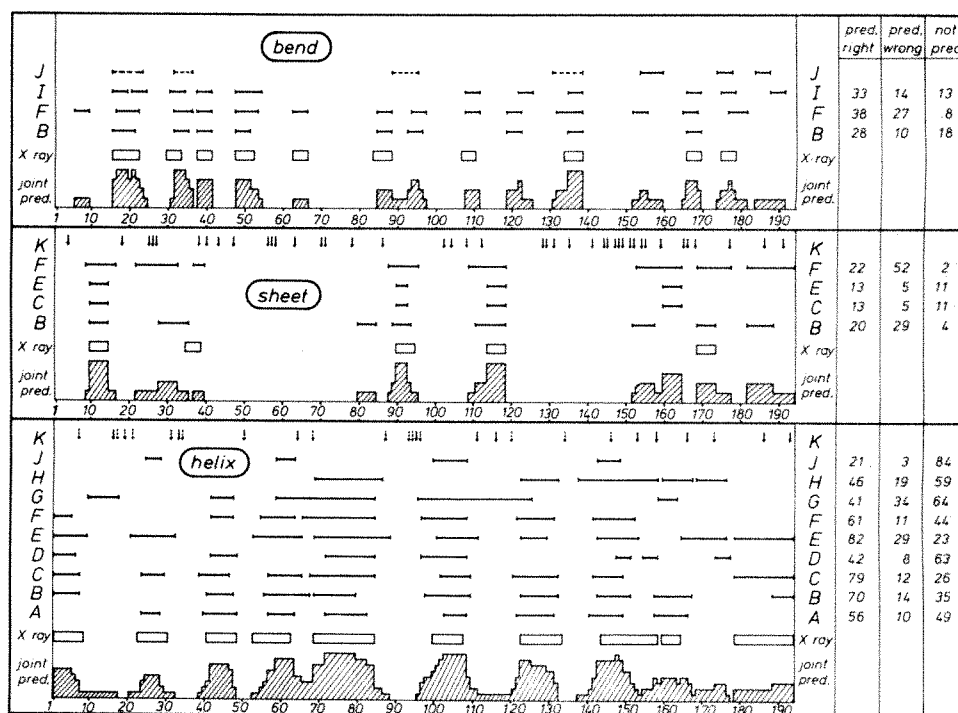 bend
pred. right pred. wrong not pred.
J J
I I 33 14 13
F F 38 27 .8
B B 28 10 18
X ray X ray
joint pred. joint pred.
1 10 20 30 40 50 60 70 80 90 100 110 120 130 140 150 160 170 180 190
K K
F F 22 52 2
E E 13 5 11
sheet
C C 13 5 11
B B 20 29 4
X ray X ray
joint pred. joint pred.
1 10 20 30 40 50 60 70 80 90 100 110 120 130 140 150 160 170 180 190
K K
J J 21 3 84
helix
H H 46 19 59
G G 41 34 64
F F 61 11 44
E E 82 29 23
D D 42 8 63
C C 79 12 26
B B 70 14 35
A A 56 10 49
X ray X ray
joint pred. joint pred.
1 10 20 30 40 50 60 70 80 90 100 110 120 130 140 150 160 170 180 190